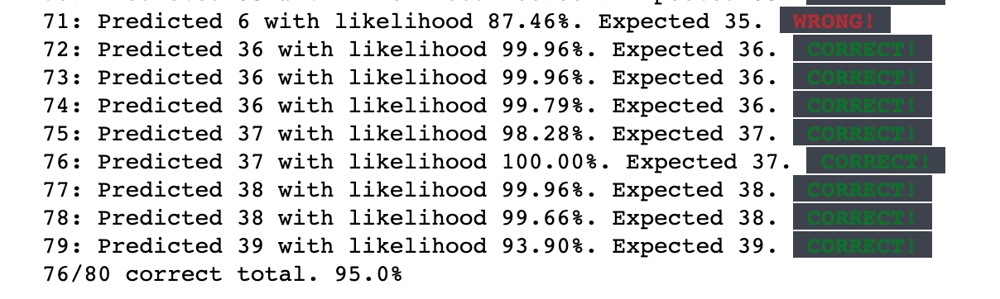 71: Predicted 6 with likelihood 87.46%. Expected 35. WRONG!
72: Predicted 36 with likelihood 99.96%. Expected 36. CORRECT!
73: Predicted 36 with likelihood 99.96%. Expected 36. CORRECT!
74: Predicted 36 with likelihood 99.79%. Expected 36. CORRECT!
75: Predicted 37 with likelihood 98.28%. Expected 37. CORRECT!
76: Predicted 37 with likelihood 100.00%. Expected 37. CORRECT!
77: Predicted 38 with likelihood 99.96%. Expected 38. CORRECT!
78: Predicted 38 with likelihood 99.66%. Expected 38. CORRECT!
79: Predicted 39 with likelihood 93.90%. Expected 39. CORRECT!
76/80 correct total. 95.0%